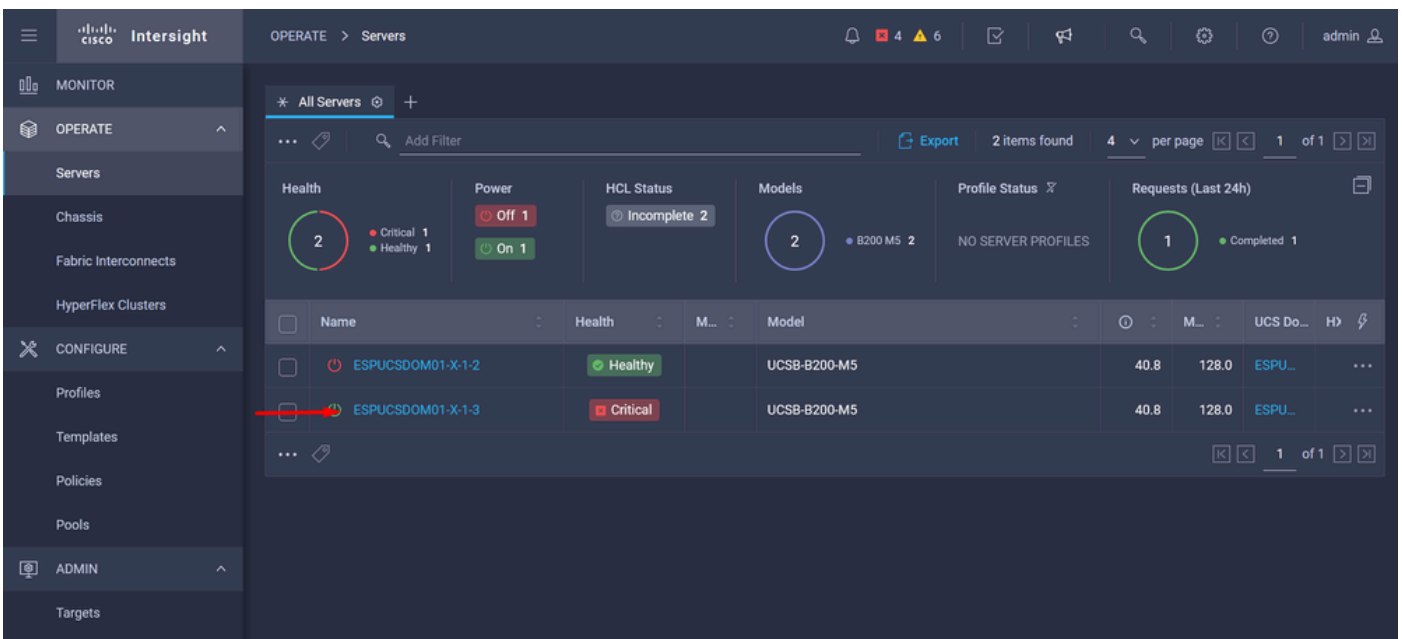 cisco Intersight
OPERATE > Servers
4 6
admin
MONITOR
OPERATE
Servers
Chassis
Fabric Interconnects
HyperFlex Clusters
CONFIGURE
Profiles
Templates
Policies
Pools
ADMIN
Targets
All Servers +
... Add Filter
Export 2 items found 4 per page 1 of 1
Health Power HCL Status Models Profile Status Requests (Last 24h)
2 Critical 1 Healthy 1
Off 1
On 1
Incomplete 2
2 B200 M5 2
NO SERVER PROFILES
1 Completed 1
Name Health M... Model M... UCS Do... HX
ESPUCSDOM01-X-1-2 Healthy UCSB-B200-M5 40.8 128.0 ESPU... ...
ESPUCSDOM01-X-1-3 Critical UCSB-B200-M5 40.8 128.0 ESPU... ...
... 1 of 1